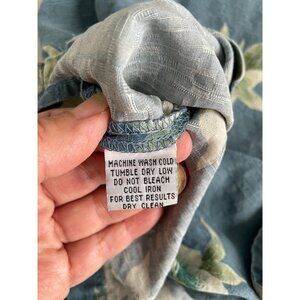 MACHINE WASH COLD
TUMBLE DRY LOW
DO NOT BLEACH
COOL IRON
FOR BEST RESULTS
DRY CLEAN